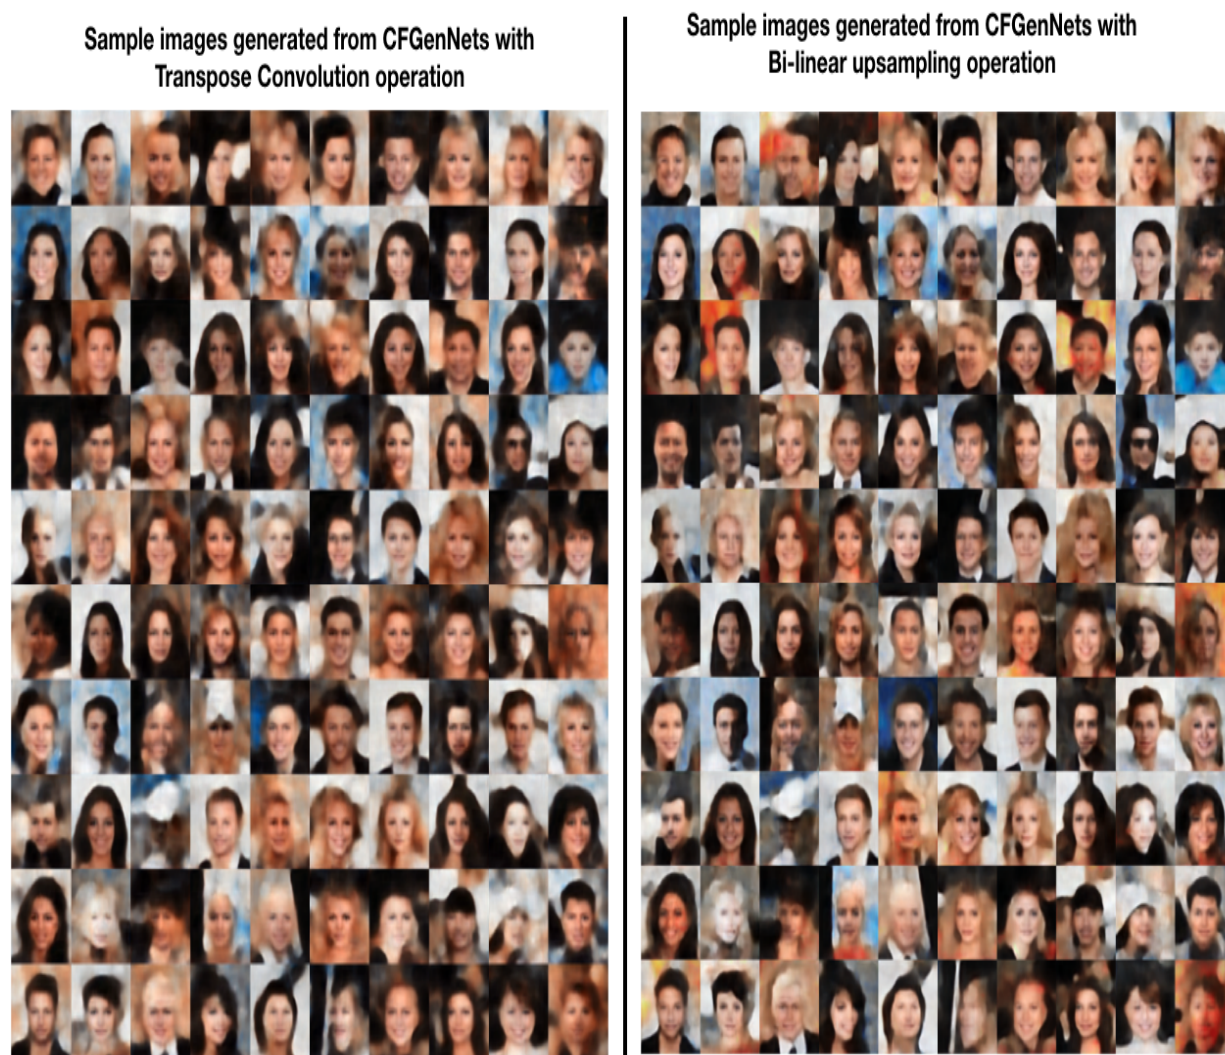 Sample images generated from CFGenNets with
Transpose Convolution operation
Sample images generated from CFGenNets with
Bi-linear upsampling operation